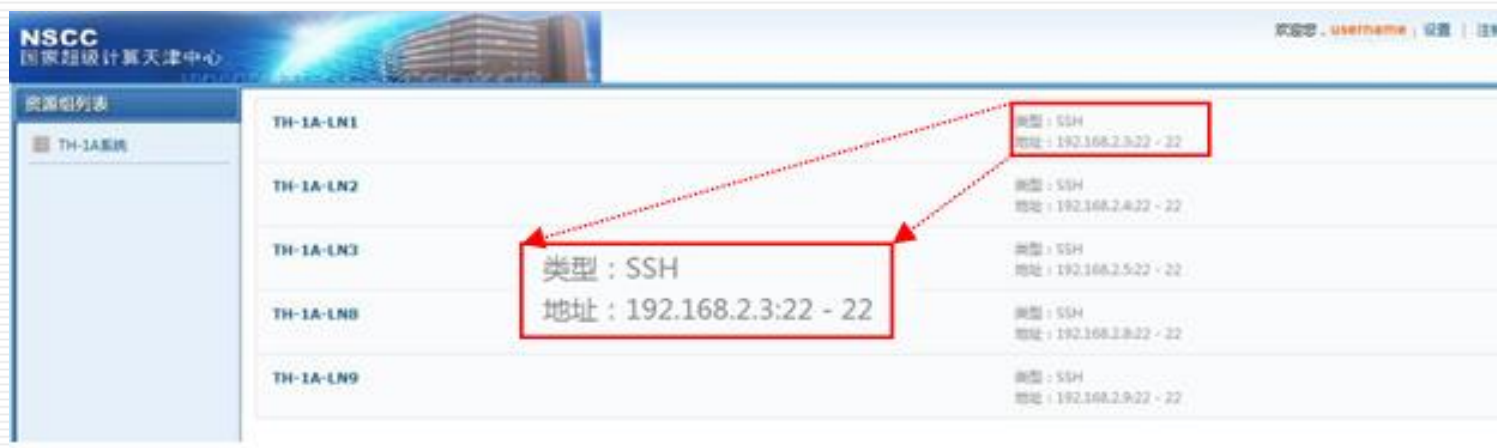 NSCC
国家超级计算天津中心
欢迎您，username | 设置 | 注
资源组列表
TH-1A系统
TH-1A-LN1
类型：SSH
地址：192.168.2.3:22 - 22
TH-1A-LN2
类型：SSH
地址：192.168.2.4:22 - 22
TH-1A-LN3
类型：SSH
地址：192.168.2.5:22 - 22
类型：SSH
地址：192.168.2.3:22 - 22
TH-1A-LN8
类型：SSH
地址：192.168.2.8:22 - 22
TH-1A-LN9
类型：SSH
地址：192.168.2.9:22 - 22